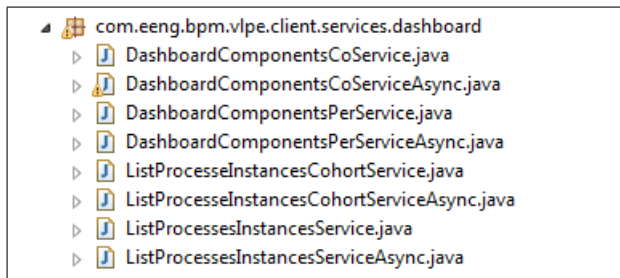 com.eeng.bpm.vlpe.client.services.dashboard
DashboardComponentsCoService.java
DashboardComponentsCoServiceAsync.java
DashboardComponentsPerService.java
DashboardComponentsPerServiceAsync.java
ListProcesseInstancesCohortService.java
ListProcesseInstancesCohortServiceAsync.java
ListProcessesInstancesService.java
ListProcessesInstancesServiceAsync.java